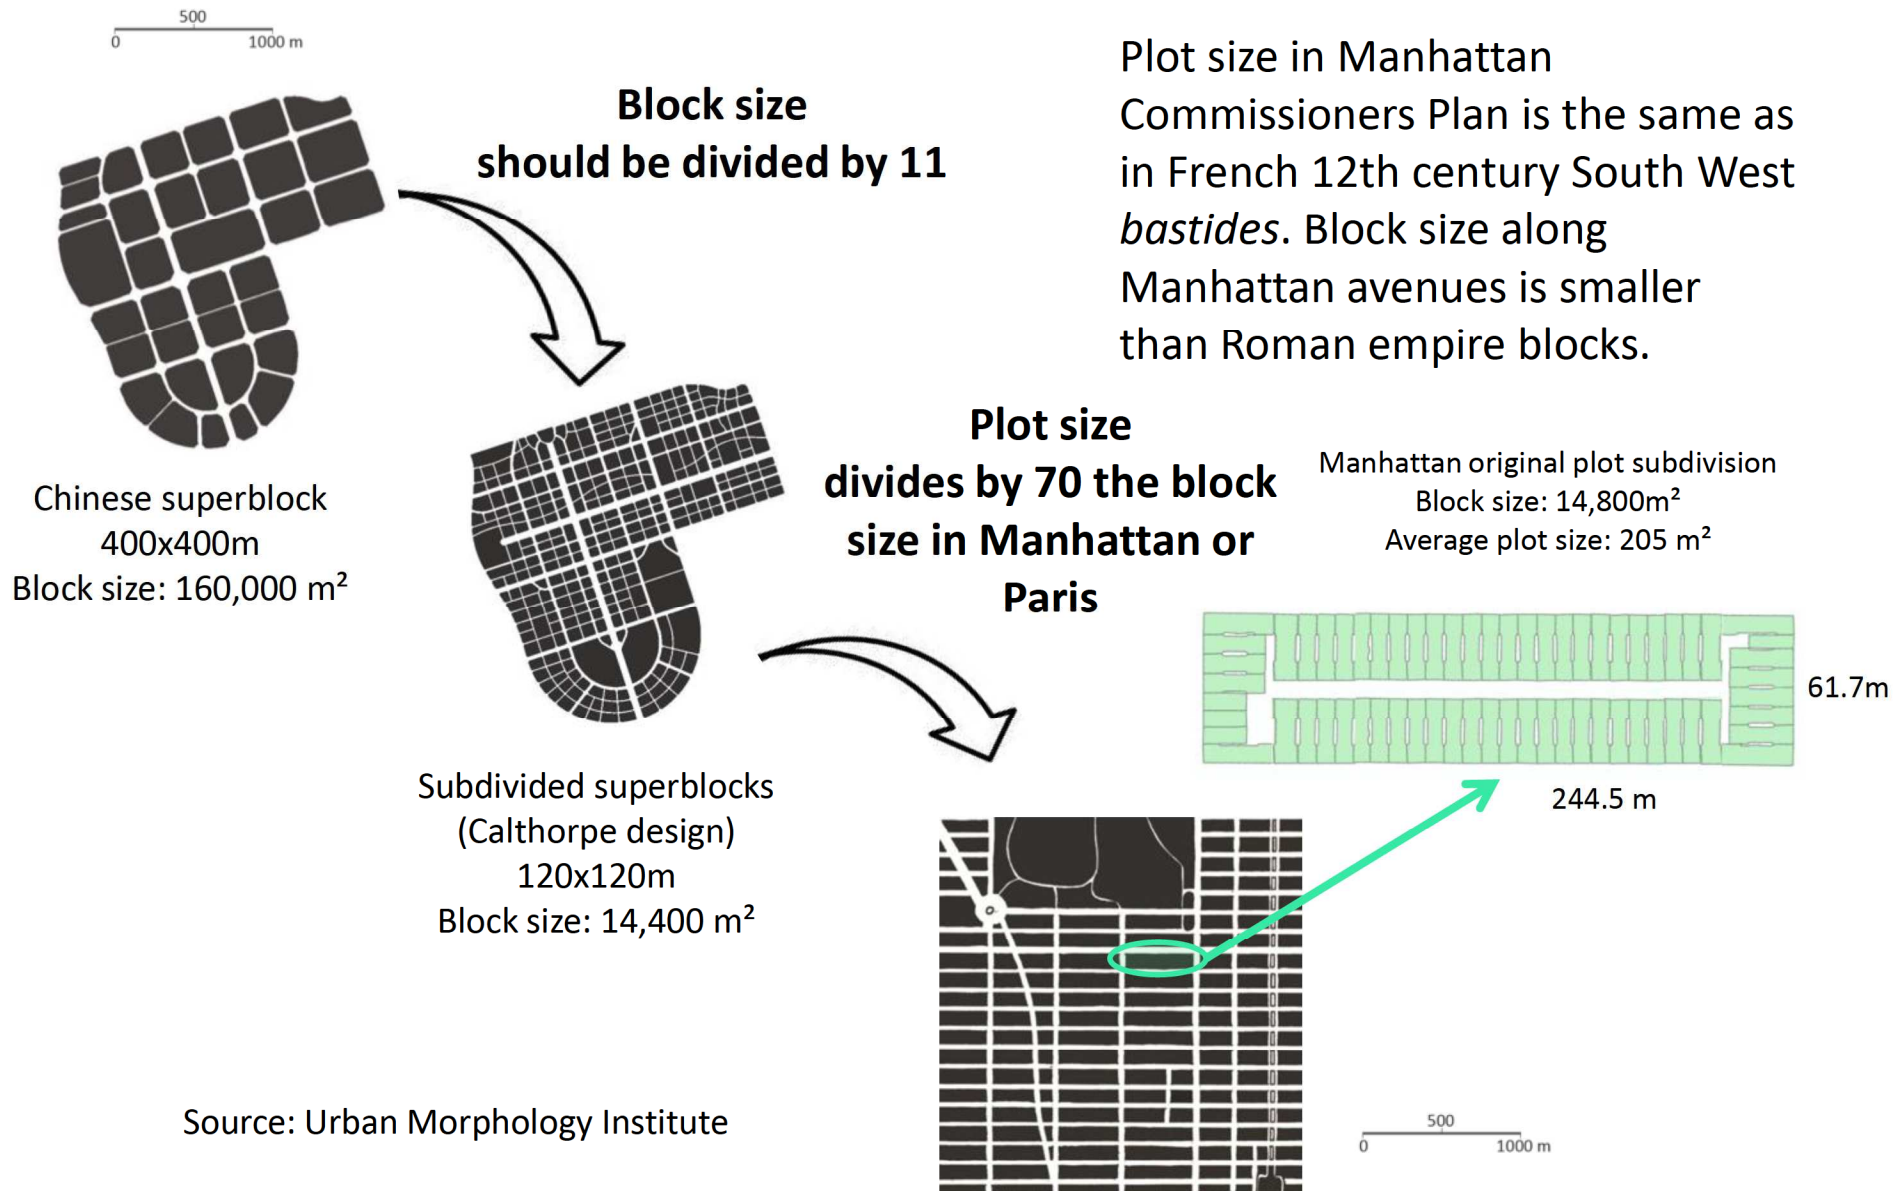 500
0 1000 m
Block size
should be divided by 11
Plot size in Manhattan
Commissioners Plan is the same as
in French 12th century South West
bastides. Block size along
Manhattan avenues is smaller
than Roman empire blocks.
Chinese superblock
400x400m
Block size: 160,000 m²
Plot size
divides by 70 the block
size in Manhattan or
Paris
Manhattan original plot subdivision
Block size: 14,800m²
Average plot size: 205 m²
61.7m
244.5 m
Subdivided superblocks
(Calthorpe design)
120x120m
Block size: 14,400 m²
Source: Urban Morphology Institute
500
0 1000 m